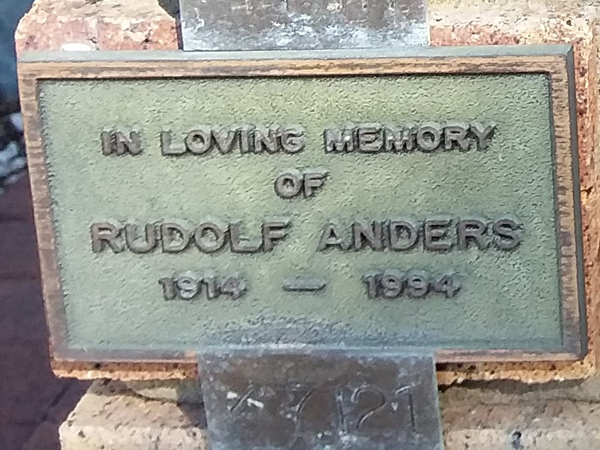 IN LOVING MEMORY
OF
RUDOLF ANDERS
1914 — 1994